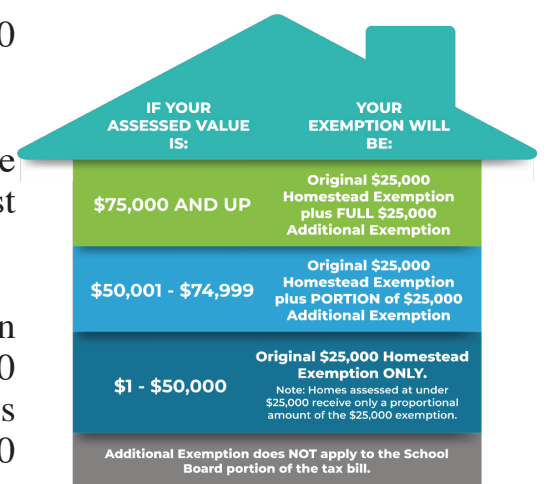 0
e
st
n
0
s
0
IF YOUR
ASSESSED VALUE
IS:
YOUR
EXEMPTION WILL
BE:
$75,000 AND UP
Original $25,000
Homestead Exemption
plus FULL $25,000
Additional Exemption
$50,001 - $74,999
Original $25,000
Homestead Exemption
plus PORTION of $25,000
Additional Exemption
$1 - $50,000
Original $25,000 Homestead
Exemption ONLY.
Note: Homes assessed at under
$25,000 receive only a proportional
amount of the $25,000 exemption.
Additional Exemption does NOT apply to the School
Board portion of the tax bill.